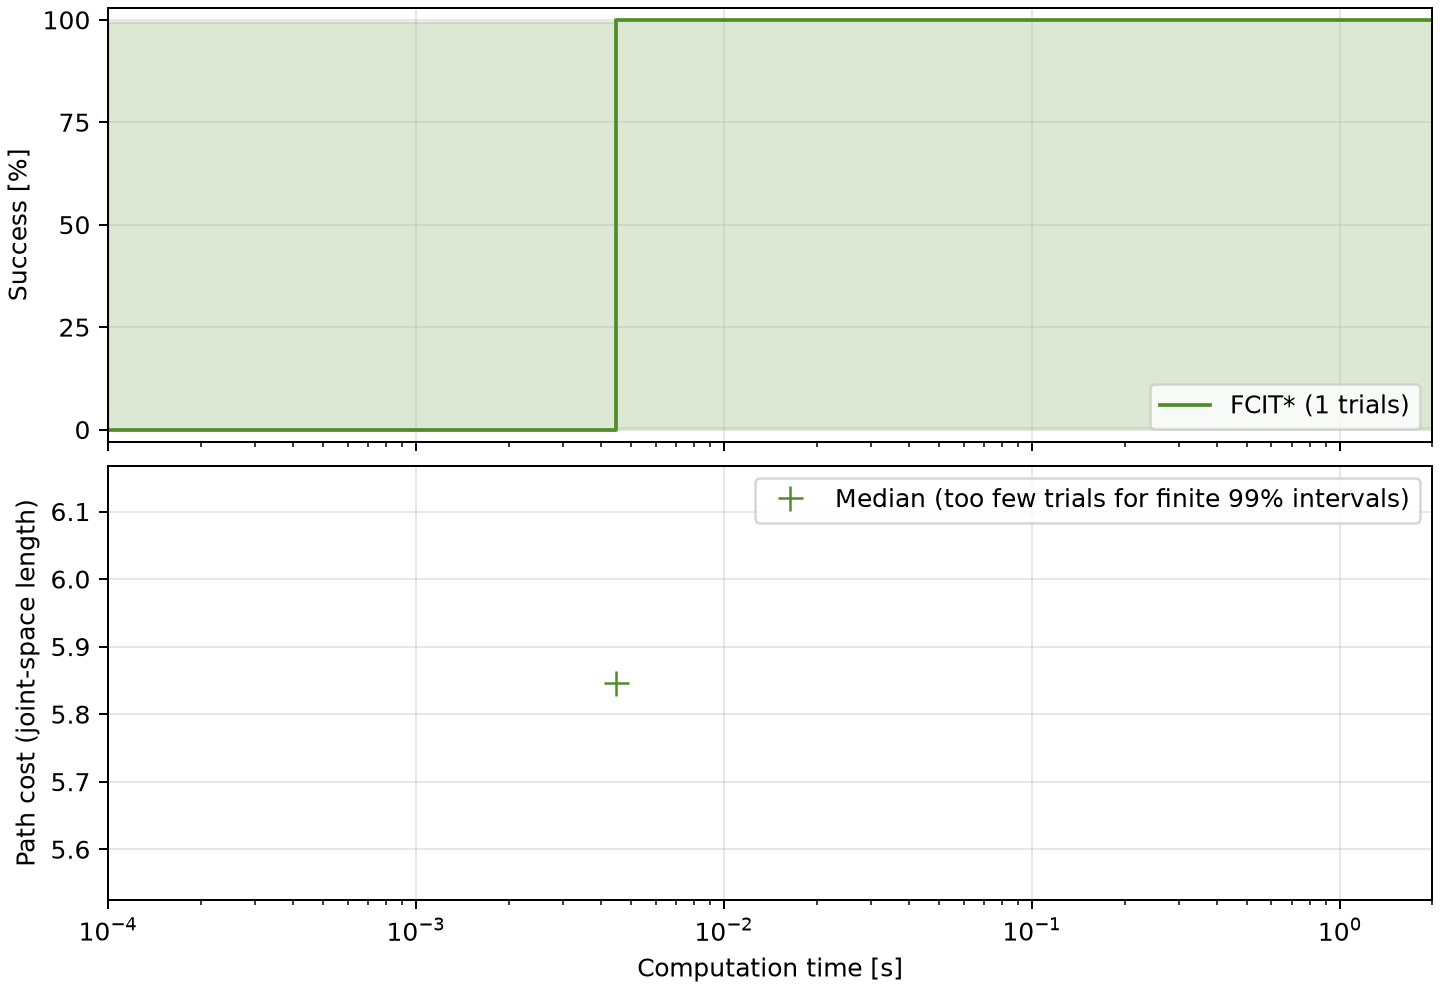 100
75
50
25
0
Success [%]
FCIT* (1 trials)
6.1
6.0
5.9
5.8
5.7
5.6
Path cost (joint-space length)
Median (too few trials for finite 99% intervals)
10⁻⁴ 10⁻³ 10⁻² 10⁻¹ 10⁰
Computation time [s]